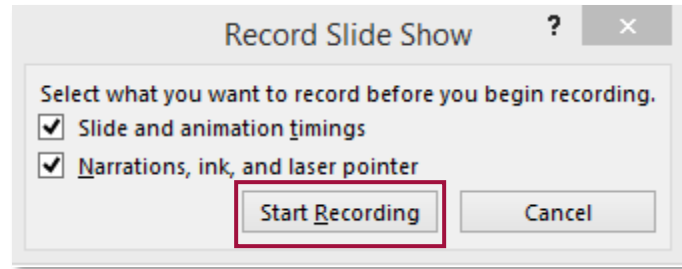 Record Slide Show ? ×
Select what you want to record before you begin recording.
Slide and animation timings
Narrations, ink, and laser pointer
Start Recording Cancel